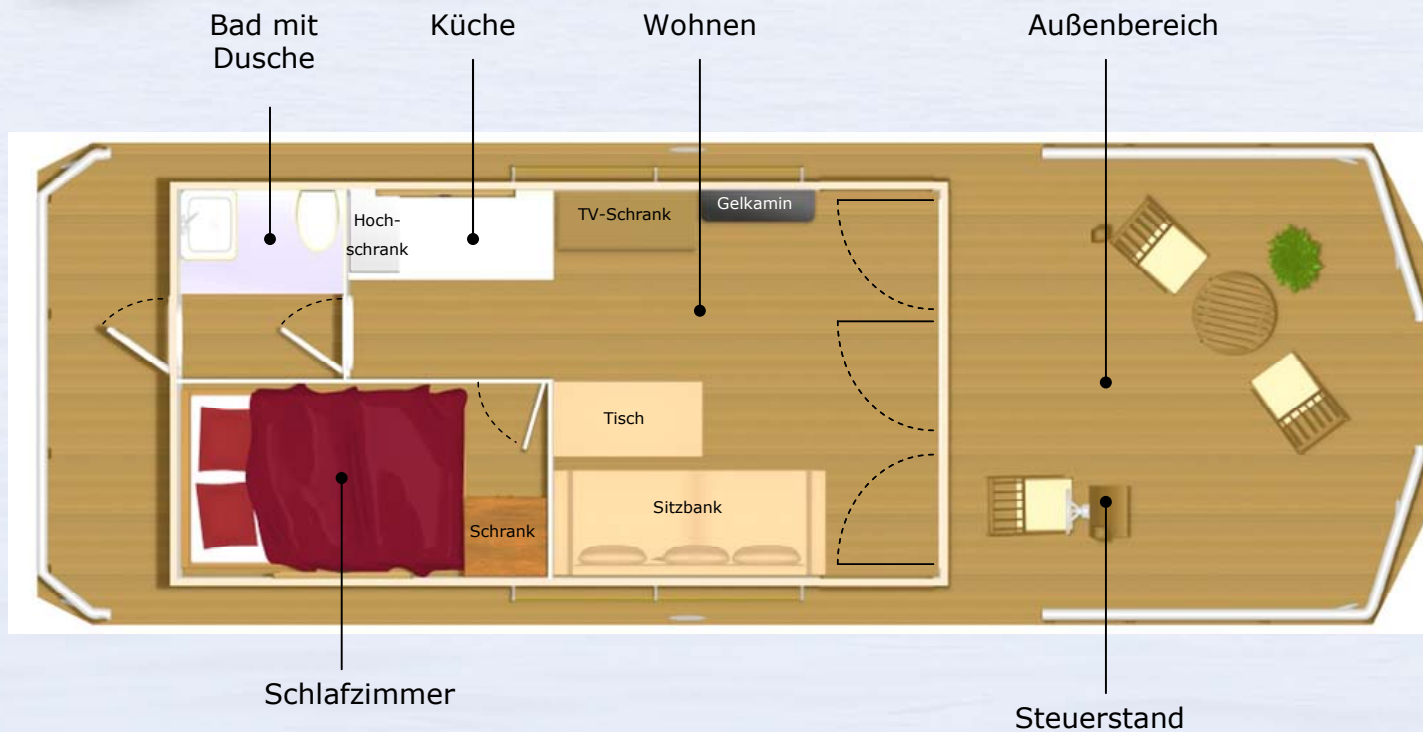 Bad mit
Dusche
Küche
Wohnen
Außenbereich
Hoch-
schrank
TV-Schrank
Gelkamin
Tisch
Sitzbank
Schrank
Schlafzimmer
Steuerstand